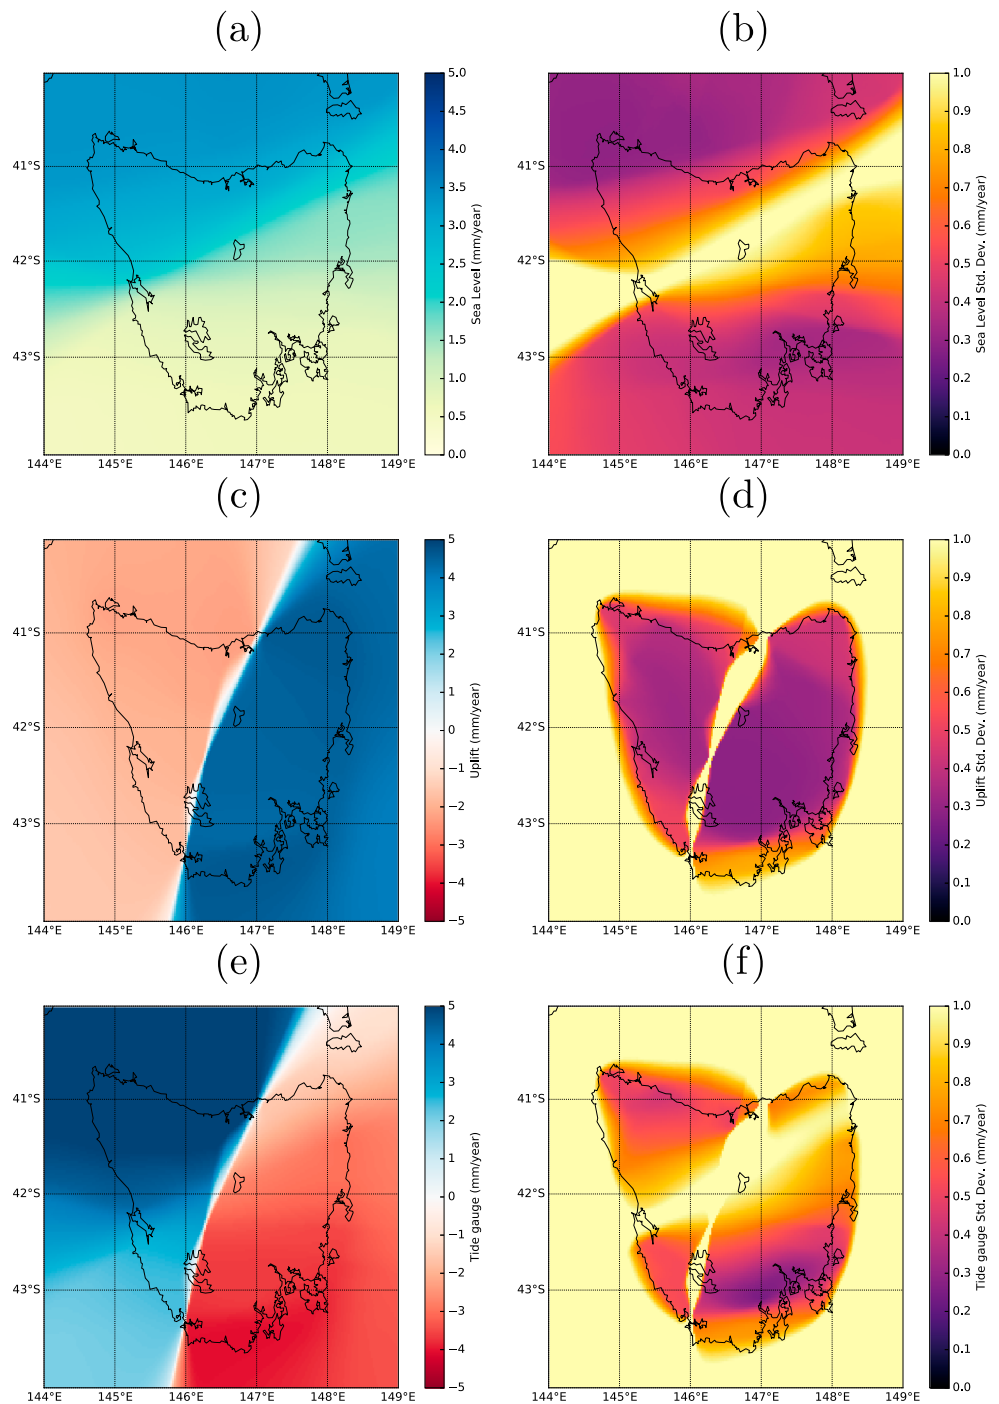 (a)
(b)
41°S
42°S
43°S
144°E 145°E 146°E 147°E 148°E 149°E
5.0
4.5
4.0
3.5
3.0
2.5
2.0
1.5
1.0
0.5
0.0
Sea Level (mm/year)
41°S
42°S
43°S
144°E 145°E 146°E 147°E 148°E 149°E
1.0
0.9
0.8
0.7
0.6
0.5
0.4
0.3
0.2
0.1
0.0
Sea Level Std. Dev. (mm/year)
(c)
(d)
41°S
42°S
43°S
144°E 145°E 146°E 147°E 148°E 149°E
5
4
3
2
1
0
−1
−2
−3
−4
−5
Uplift (mm/year)
41°S
42°S
43°S
144°E 145°E 146°E 147°E 148°E 149°E
1.0
0.9
0.8
0.7
0.6
0.5
0.4
0.3
0.2
0.1
0.0
Uplift Std. Dev. (mm/year)
(e)
(f)
41°S
42°S
43°S
144°E 145°E 146°E 147°E 148°E 149°E
5
4
3
2
1
0
−1
−2
−3
−4
−5
Tide gauge (mm/year)
41°S
42°S
43°S
144°E 145°E 146°E 147°E 148°E 149°E
1.0
0.9
0.8
0.7
0.6
0.5
0.4
0.3
0.2
0.1
0.0
Tide gauge Std. Dev. (mm/year)